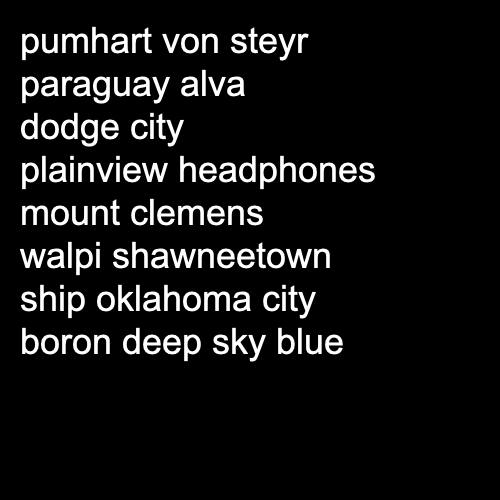 pumhart von steyr
paraguay alva
dodge city
plainview headphones
mount clemens
walpi shawneetown
ship oklahoma city
boron deep sky blue